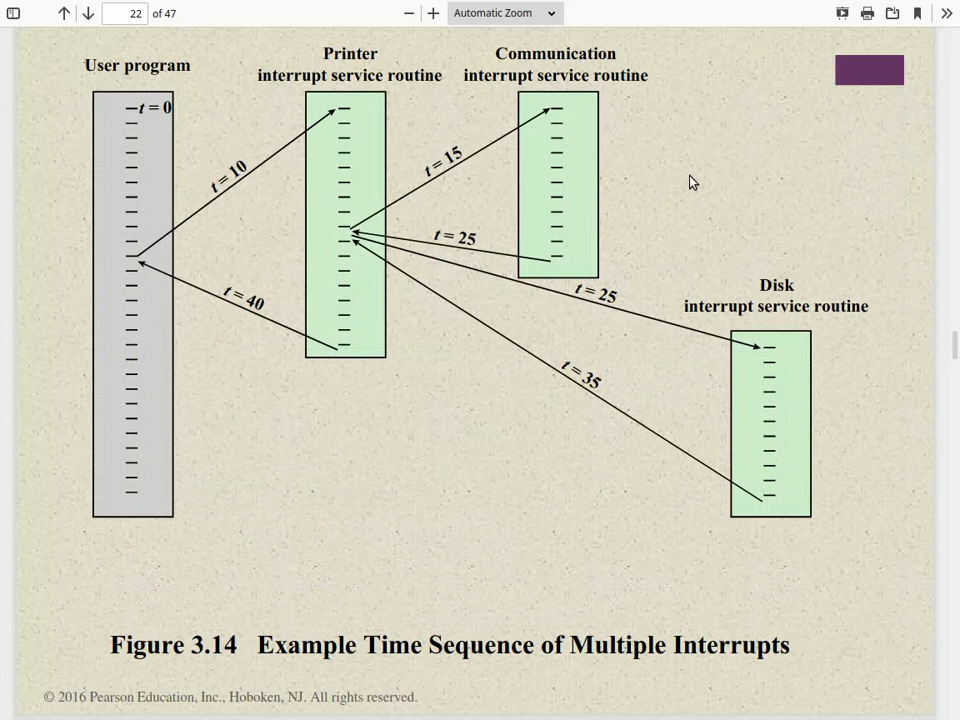 22 of 47
Automatic Zoom
User program
Printer
interrupt service routine
Communication
interrupt service routine
t = 0
t = 10
t = 15
t = 25
t = 25
t = 40
t = 35
Disk
interrupt service routine
Figure 3.14 Example Time Sequence of Multiple Interrupts
© 2016 Pearson Education, Inc., Hoboken, NJ. All rights reserved.